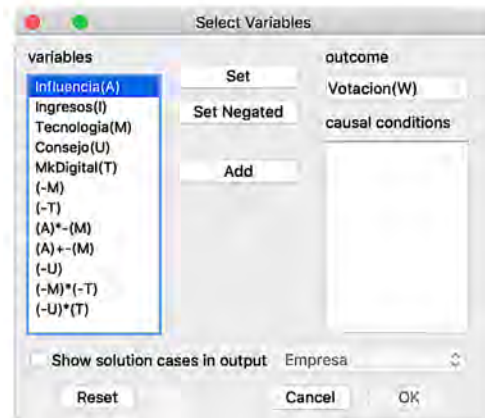 Select Variables
variables
Influencia(A)
Ingresos(I)
Tecnologia(M)
Consejo(U)
MkDigital(T)
(-M)
(-T)
(A)*-(M)
(A)+-(M)
(-U)
(-M)*(-T)
(-U)*(T)
Set
Set Negated
Add
outcome
Votacion(W)
causal conditions
Show solution cases in output
Empresa
Reset
Cancel
OK